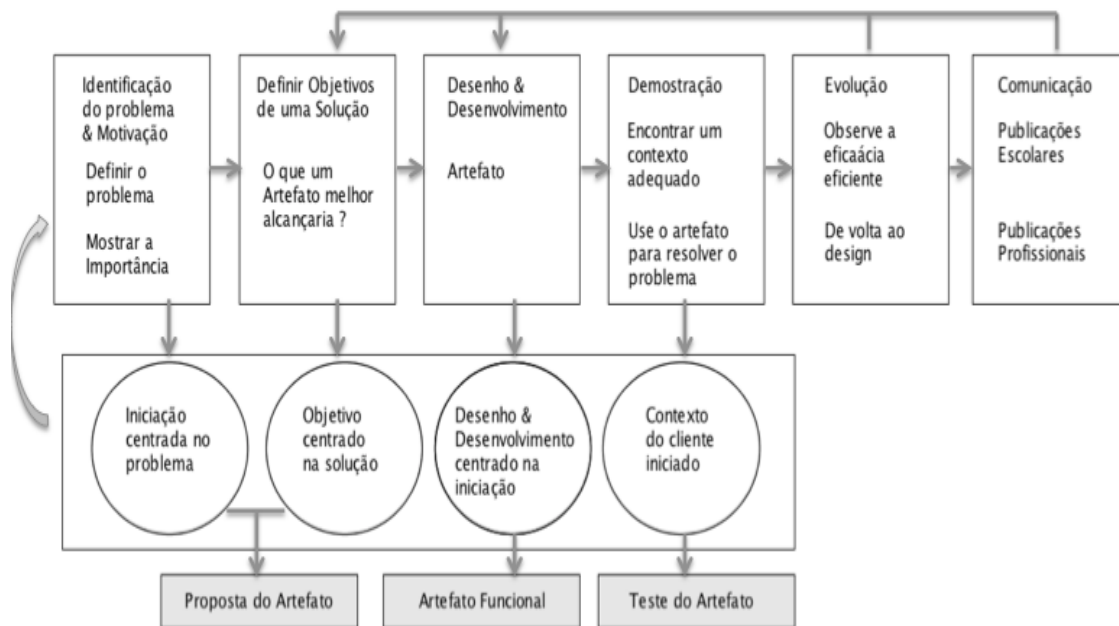 Identificação
do problema
& Motivação
Definir o
problema
Mostrar a
Importância
Definir Objetivos
de uma Solução
O que um
Artefato melhor
alcançaria ?
Desenho &
Desenvolvimento
Artefato
Demostração
Encontrar um
contexto
adequado
Use o artefato
para resolver o
problema
Evolução
Observe a
eficaácia
eficiente
De volta ao
design
Comunicação
Publicações
Escolares
Publicações
Profissionais
Iniciação
centrada no
problema
Objetivo
centrado
na solução
Desenho &
Desenvolvimento
centrado na
iniciação
Contexto
do cliente
iniciado
Proposta do Artefato
Artefato Funcional
Teste do Artefato